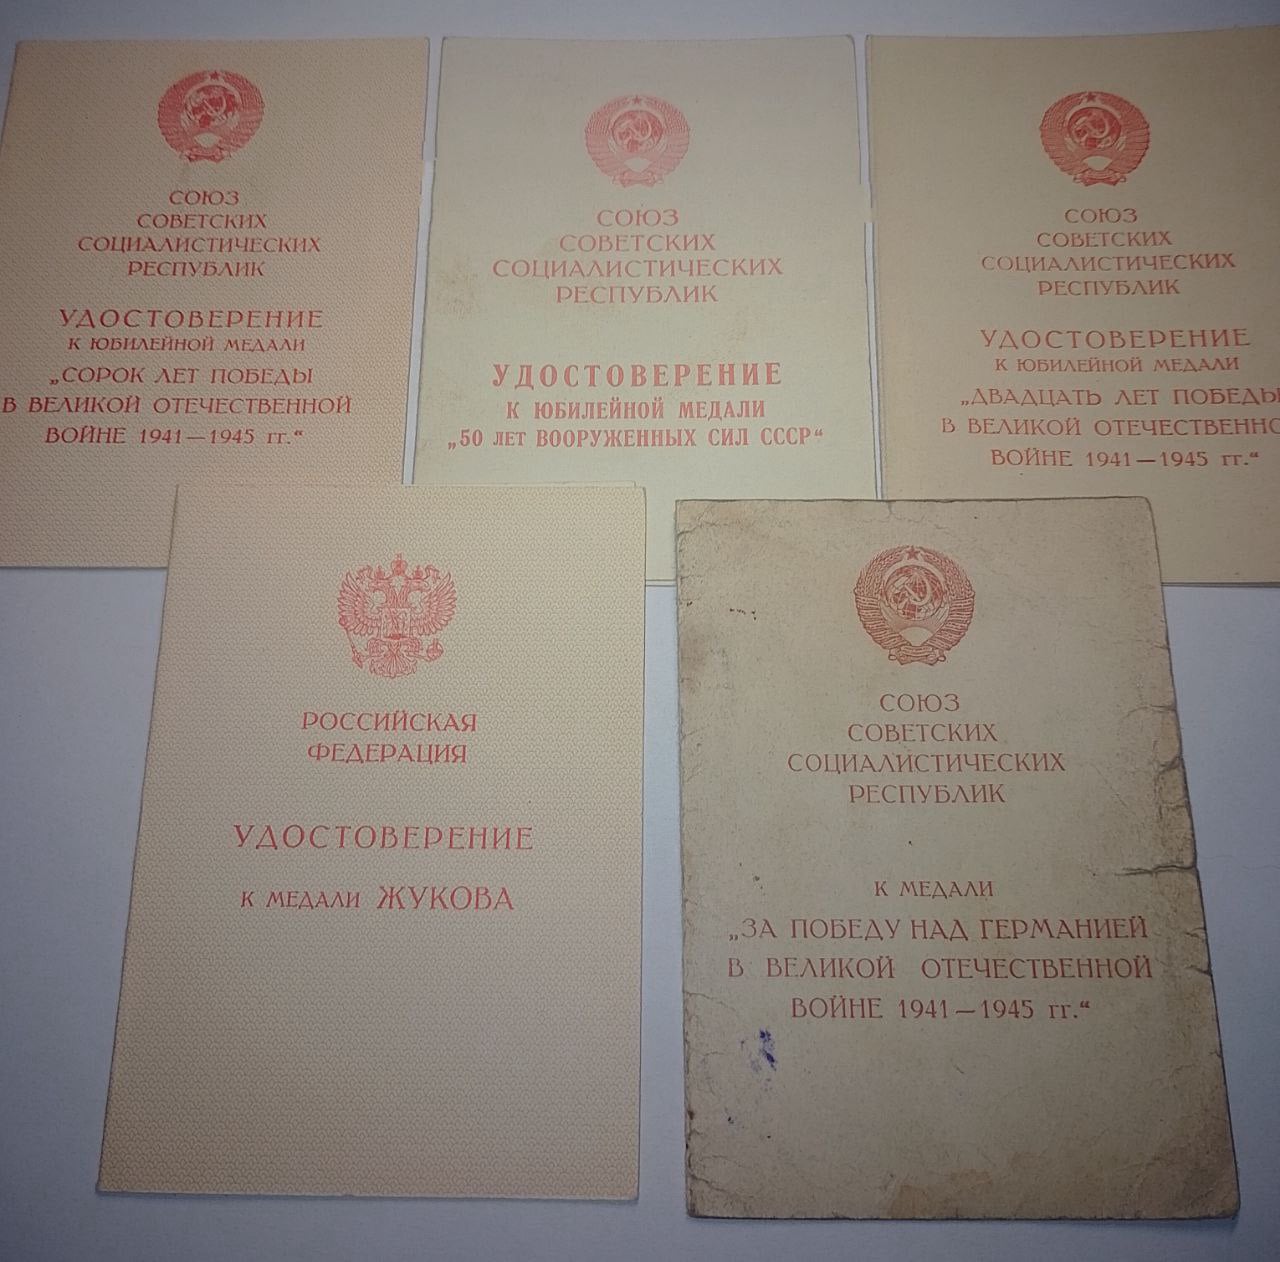 СОЮЗ
СОВЕТСКИХ
СОЦИАЛИСТИЧЕСКИХ
РЕСПУБЛИК
УДОСТОВЕРЕНИЕ
К ЮБИЛЕЙНОЙ МЕДАЛИ
„СОРОК ЛЕТ ПОБЕДЫ
В ВЕЛИКОЙ ОТЕЧЕСТВЕННОЙ
ВОЙНЕ 1941—1945 гг.“
СОЮЗ
СОВЕТСКИХ
СОЦИАЛИСТИЧЕСКИХ
РЕСПУБЛИК
УДОСТОВЕРЕНИЕ
К ЮБИЛЕЙНОЙ МЕДАЛИ
„50 ЛЕТ ВООРУЖЕННЫХ СИЛ СССР“
СОЮЗ
СОВЕТСКИХ
СОЦИАЛИСТИЧЕСКИХ
РЕСПУБЛИК
УДОСТОВЕРЕНИЕ
К ЮБИЛЕЙНОЙ МЕДАЛИ
„ДВАДЦАТЬ ЛЕТ ПОБЕДЫ
В ВЕЛИКОЙ ОТЕЧЕСТВЕННО
ВОЙНЕ 1941—1945 гг.“
РОССИЙСКАЯ
ФЕДЕРАЦИЯ
УДОСТОВЕРЕНИЕ
К МЕДАЛИ ЖУКОВА
СОЮЗ
СОВЕТСКИХ
СОЦИАЛИСТИЧЕСКИХ
РЕСПУБЛИК
К МЕДАЛИ
„ЗА ПОБЕДУ НАД ГЕРМАНИЕЙ
В ВЕЛИКОЙ ОТЕЧЕСТВЕННОЙ
ВОЙНЕ 1941—1945 гг.“